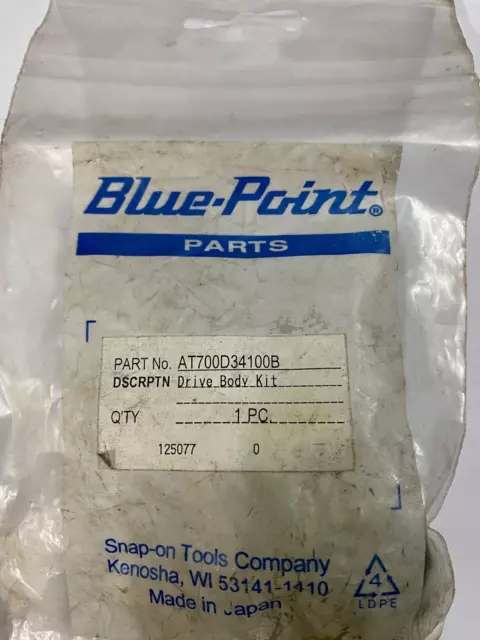 Blue-Point®
PARTS
PART No. AT700D34100B
DSCRPTN Drive Body Kit
Q'TY 1 PC.
125077 0
Snap-on Tools Company
Kenosha, WI 53141-1410
Made in Japan
4
LDPE